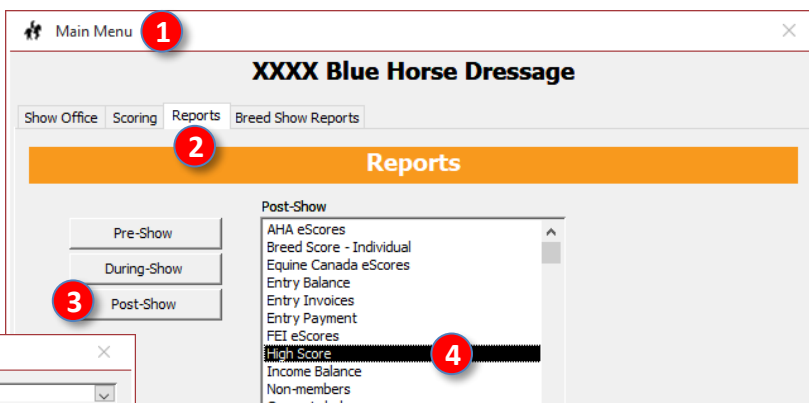 Main Menu 1
XXXX Blue Horse Dressage
Show Office Scoring Reports Breed Show Reports
2
Reports
Post-Show
Pre-Show
During-Show
3 Post-Show
AHA eScores
Breed Score - Individual
Equine Canada eScores
Entry Balance
Entry Invoices
Entry Payment
FEI eScores
High Score 4
Income Balance
Non-members